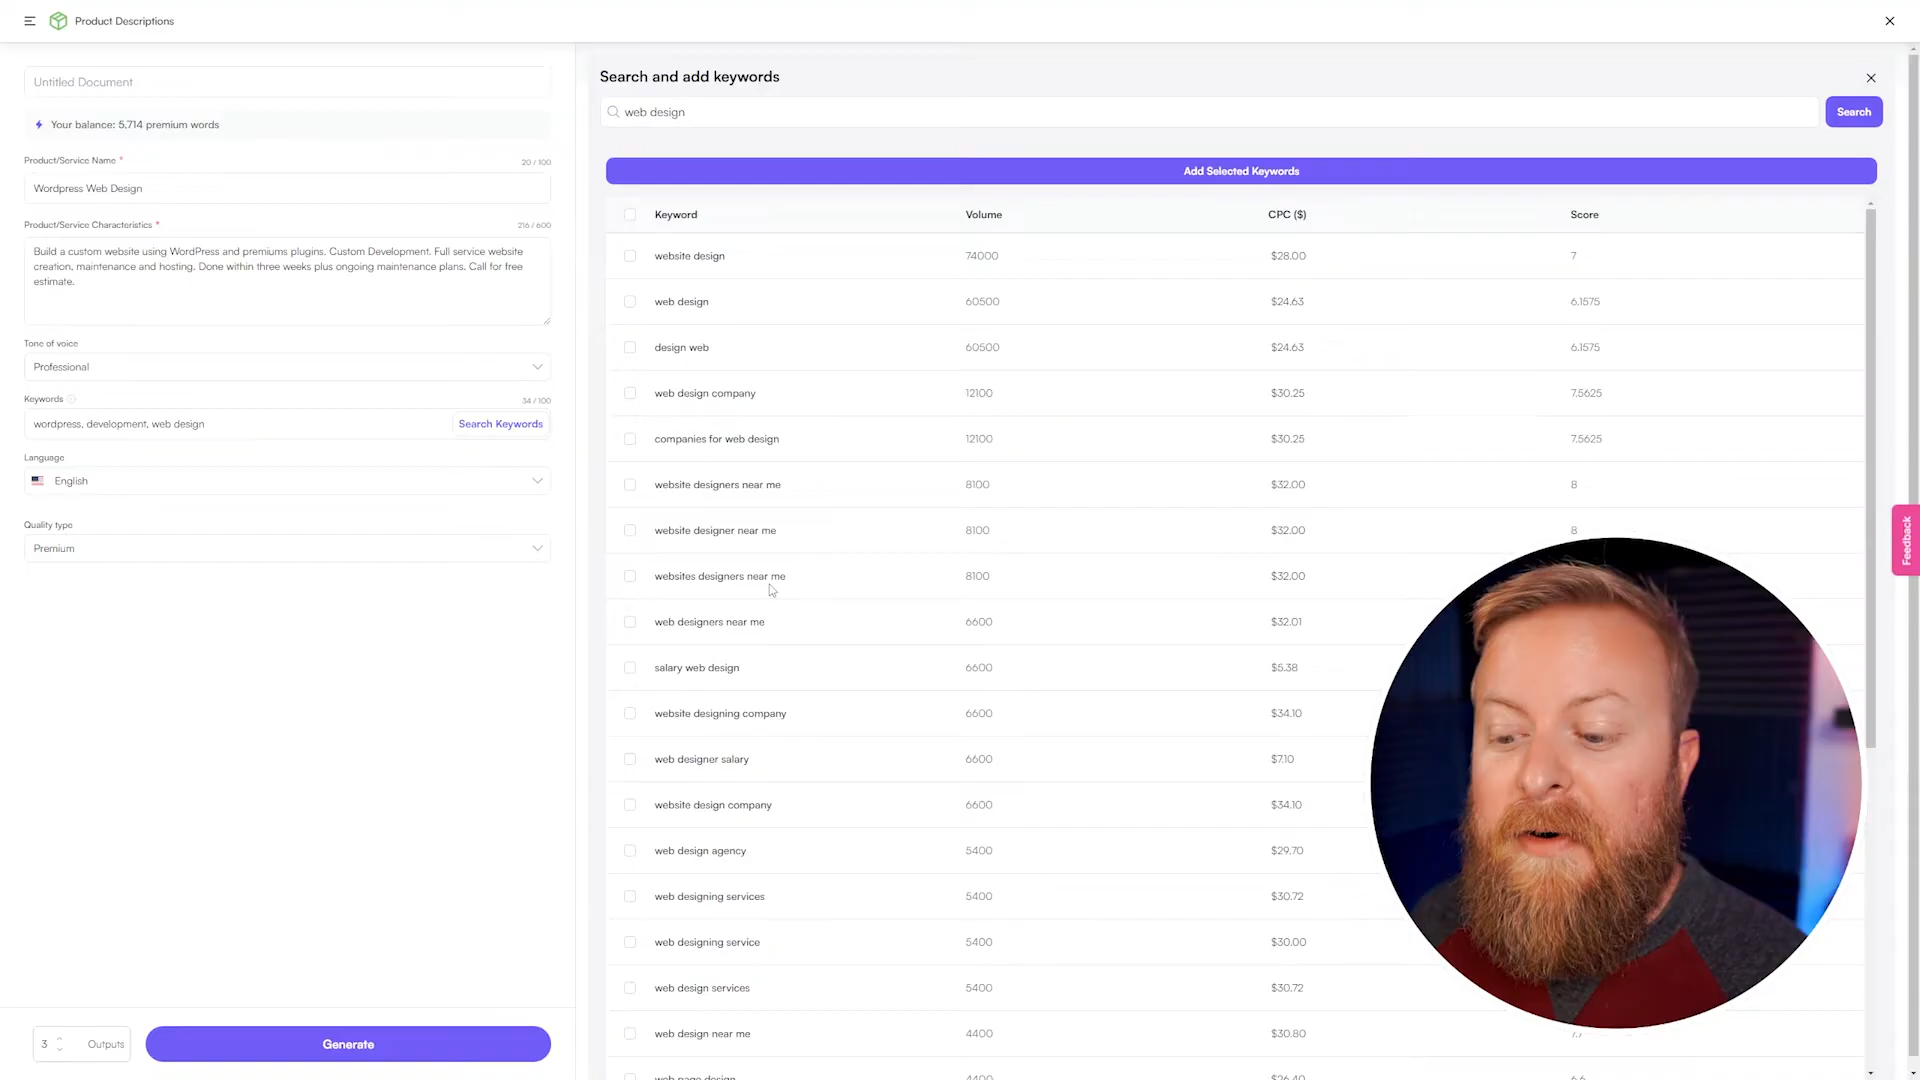 Product Descriptions
Untitled Document
Your balance: 5,714 premium words
Product/Service Name *
20 / 100
Wordpress Web Design
Product/Service Characteristics *
216 / 600
Build a custom website using WordPress and premiums plugins. Custom Development. Full service website
creation, maintenance and hosting. Done within three weeks plus ongoing maintenance plans. Call for free
estimate.
Tone of voice
Professional
Keywords
34 / 100
wordpress, development, web design
Search Keywords
Language
English
Quality type
Premium
3
Outputs
Generate
Search and add keywords
web design
Search
Add Selected Keywords
Keyword Volume CPC ($) Score
website design 74000 $28.00 7
web design 60500 $24.63 6.1575
design web 60500 $24.63 6.1575
web design company 12100 $30.25 7.5625
companies for web design 12100 $30.25 7.5625
website designers near me 8100 $32.00 8
website designer near me 8100 $32.00 8
websites designers near me 8100 $32.00
web designers near me 6600 $32.01
salary web design 6600 $5.38
website designing company 6600 $34.10
web designer salary 6600 $7.10
website design company 6600 $34.10
web design agency 5400 $29.70
web designing services 5400 $30.72
web designing service 5400 $30.00
web design services 5400 $30.72
web design near me 4400 $30.80
web page design 4400 $26.40 6.6
Feedback